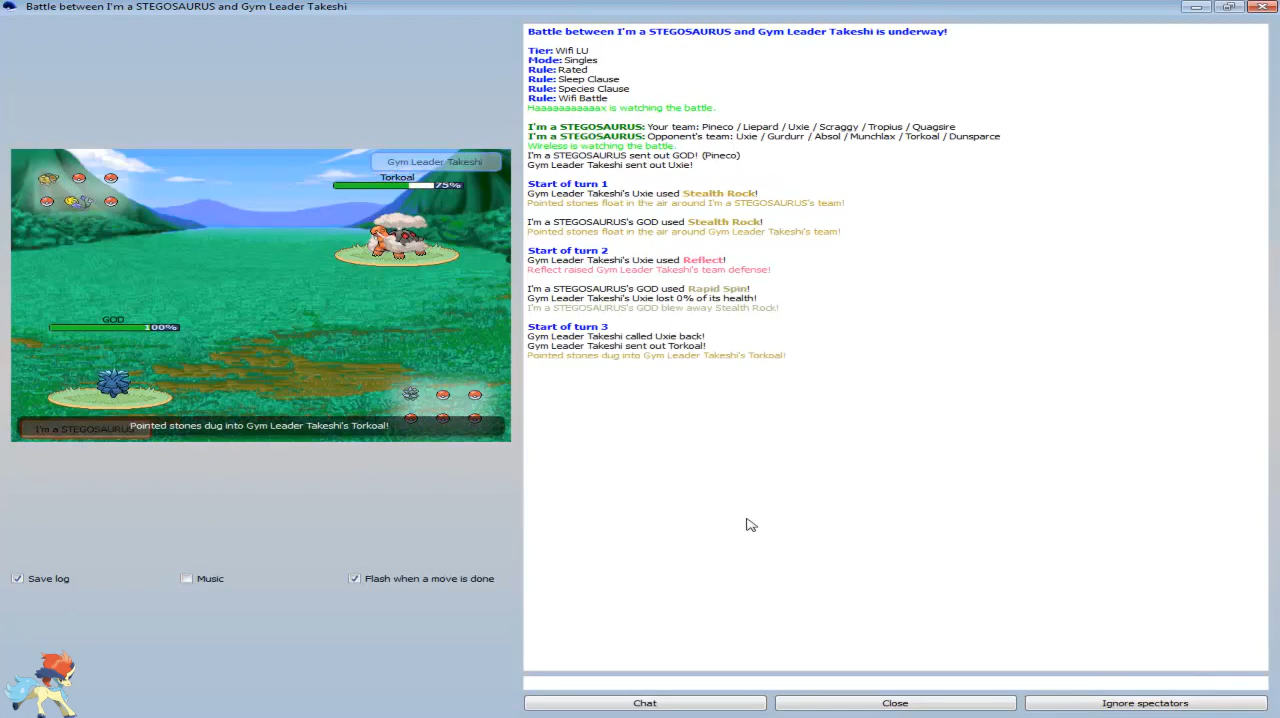 Battle between I'm a STEGOSAURUS and Gym Leader Takeshi
Gym Leader Takeshi
Torkoal
75%
GOD
100%
I'm a STEGOSAURUS
Pointed stones dug into Gym Leader Takeshi's Torkoal!
Save log
Music
Flash when a move is done
Battle between I'm a STEGOSAURUS and Gym Leader Takeshi is underway!
Tier: Wifi LU
Mode: Singles
Rule: Rated
Rule: Sleep Clause
Rule: Species Clause
Rule: Wifi Battle
Haaaaaaaaaaax is watching the battle.
I'm a STEGOSAURUS: Your team: Pineco / Liepard / Uxie / Scraggy / Tropius / Quagsire
I'm a STEGOSAURUS: Opponent's team: Uxie / Gurdurr / Absol / Munchlax / Torkoal / Dunsparce
Wireless is watching the battle.
I'm a STEGOSAURUS sent out GOD! (Pineco)
Gym Leader Takeshi sent out Uxie!
Start of turn 1
Gym Leader Takeshi's Uxie used Stealth Rock!
Pointed stones float in the air around I'm a STEGOSAURUS's team!
I'm a STEGOSAURUS's GOD used Stealth Rock!
Pointed stones float in the air around Gym Leader Takeshi's team!
Start of turn 2
Gym Leader Takeshi's Uxie used Reflect!
Reflect raised Gym Leader Takeshi's team defense!
I'm a STEGOSAURUS's GOD used Rapid Spin!
Gym Leader Takeshi's Uxie lost 0% of its health!
I'm a STEGOSAURUS's GOD blew away Stealth Rock!
Start of turn 3
Gym Leader Takeshi called Uxie back!
Gym Leader Takeshi sent out Torkoal!
Pointed stones dug into Gym Leader Takeshi's Torkoal!
Chat
Close
Ignore spectators